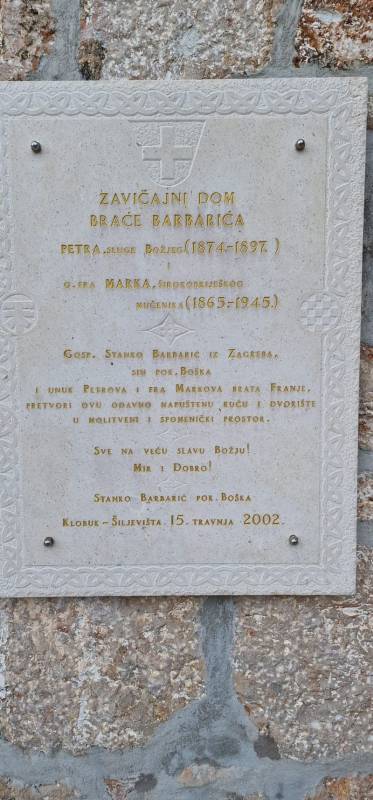 ZAVIČAJNI DOM
BRAĆE BARBARIĆA
PETRA, SLUGE BOŽJEG (1874.-1897.)
I
O. FRA MARKA, ŠIROKOBRIJEŠKOG
MUČENIKA (1865.-1945.)
GOSP. STANKO BARBARIĆ IZ ZAGREBA,
SIN POK. BOŠKA
I UNUK PETROVA I FRA MARKOVA BRATA FRANJE,
PRETVORI OVU ODAVNO NAPUŠTENU KUĆU I DVORIŠTE
U MOLITVENI I SPOMENIČKI PROSTOR.
SVE NA VEĆU SLAVU BOŽJU!
MIR I DOBRO!
STANKO BARBARIĆ POK. BOŠKA
KLOBUK - ŠILJEVIŠTA 15. TRAVNJA 2002.